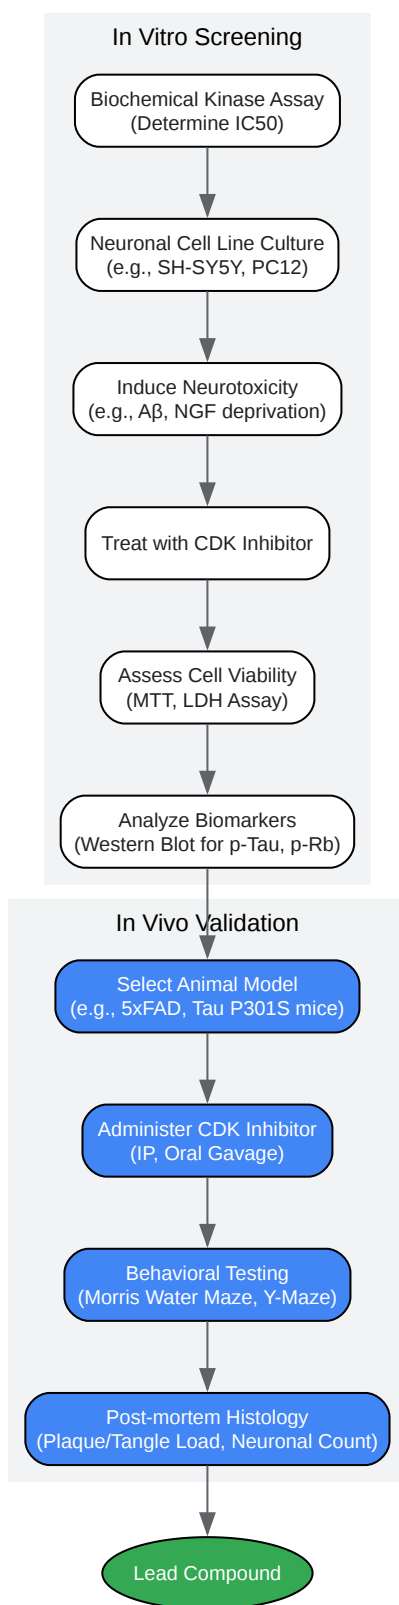 In Vitro Screening
Biochemical Kinase Assay
(Determine IC50)
Neuronal Cell Line Culture
(e.g., SH-SY5Y, PC12)
Induce Neurotoxicity
(e.g., Aβ, NGF deprivation)
Treat with CDK Inhibitor
Assess Cell Viability
(MTT, LDH Assay)
Analyze Biomarkers
(Western Blot for p-Tau, p-Rb)
In Vivo Validation
Select Animal Model
(e.g., 5xFAD, Tau P301S mice)
Administer CDK Inhibitor
(IP, Oral Gavage)
Behavioral Testing
(Morris Water Maze, Y-Maze)
Post-mortem Histology
(Plaque/Tangle Load, Neuronal Count)
Lead Compound